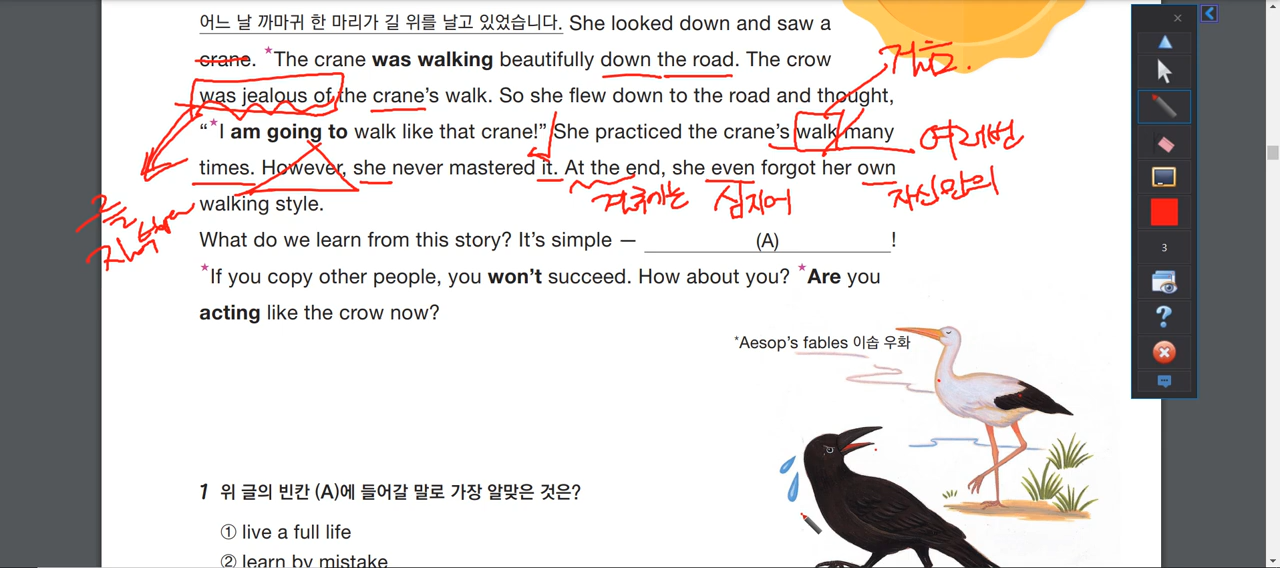 어느 날 까마귀 한 마리가 길 위를 날고 있었습니다. She looked down and saw a
crane. *The crane was walking beautifully down the road. The crow
거흐.
was jealous of the crane's walk. So she flew down to the road and thought,
"*I am going to walk like that crane!" She practiced the crane's walk many
여러번
times. However, she never mastered it. At the end, she even forgot her own
결국에는 심지어 자신만의
walking style.
What do we learn from this story? It's simple — (A) !
*If you copy other people, you won't succeed. How about you? *Are you
acting like the crow now?
*Aesop's fables 이솝 우화
1 위 글의 빈칸 (A)에 들어갈 말로 가장 알맞은 것은?
① live a full life
② learn by mistake
3